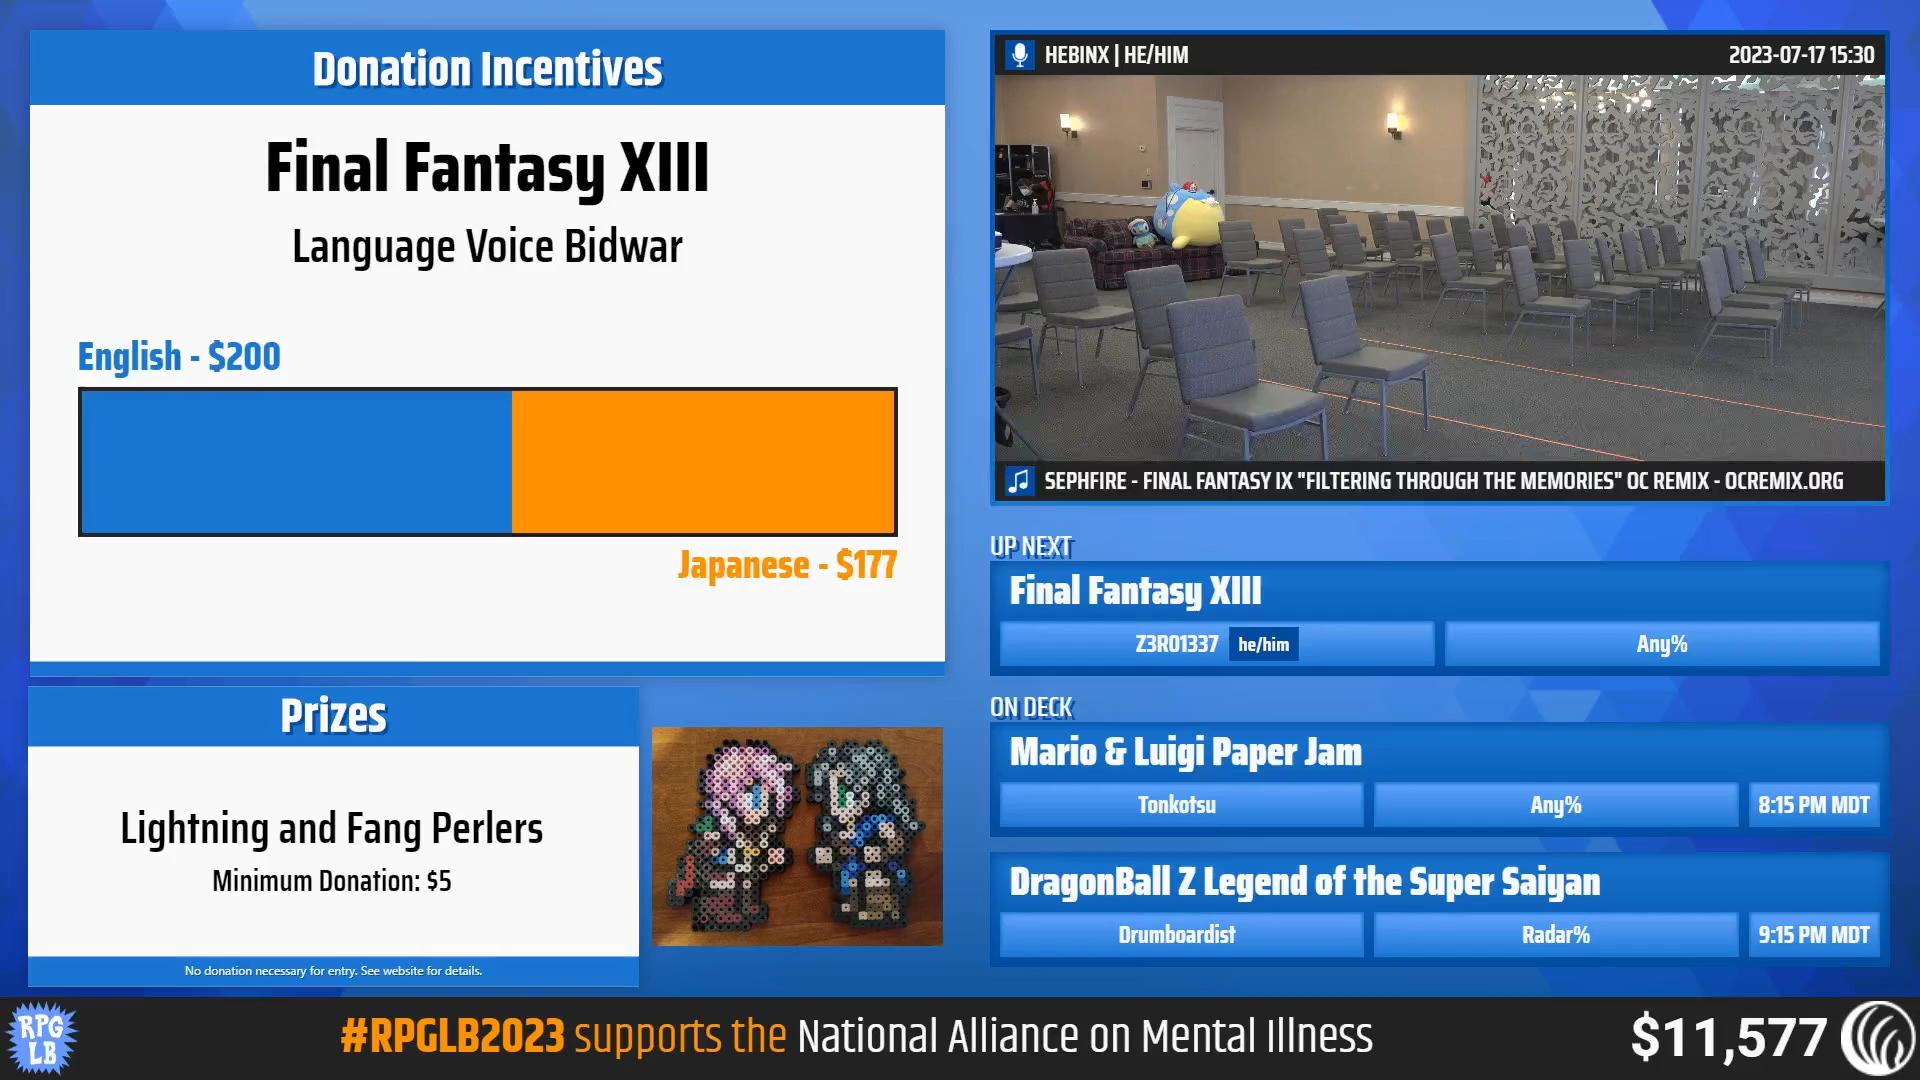 Donation Incentives
Final Fantasy XIII
Language Voice Bidwar
English - $200
Japanese - $177
Prizes
Lightning and Fang Perlers
Minimum Donation: $5
No donation necessary for entry. See website for details.
HEBINX | HE/HIM
2023-07-17 15:30
SEPHFIRE - FINAL FANTASY IX "FILTERING THROUGH THE MEMORIES" OC REMIX - OCREMIX.ORG
UP NEXT
Final Fantasy XIII
Z3R01337 he/him
Any%
ON DECK
Mario & Luigi Paper Jam
Tonkotsu
Any%
8:15 PM MDT
DragonBall Z Legend of the Super Saiyan
Drumboardist
Radar%
9:15 PM MDT
RPG
LB
#RPGLB2023 supports the National Alliance on Mental Illness
$11,577